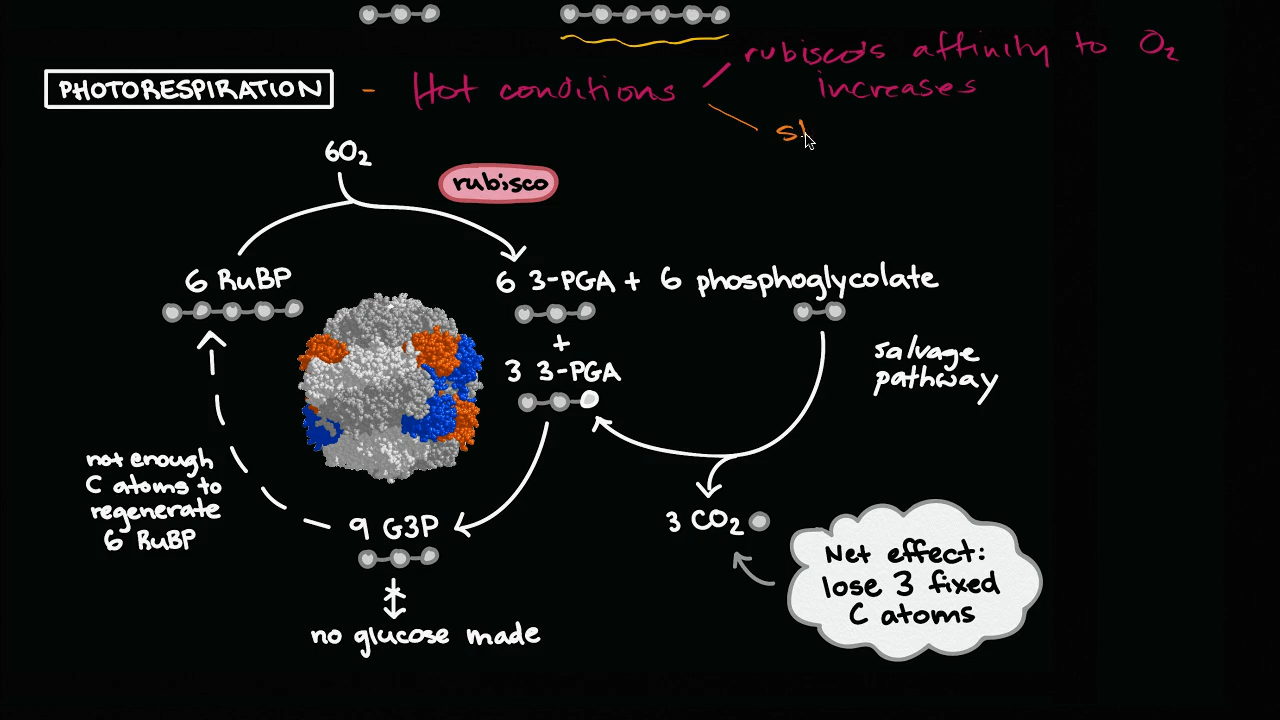 rubisco's affinity to O2
increases
PHOTORESPIRATION - Hot conditions
6O2
rubisco
6 RuBP
6 3-PGA + 6 phosphoglycolate
+
3 3-PGA
salvage
pathway
not enough
C atoms to
regenerate
6 RuBP
9 G3P
3 CO2
Net effect:
lose 3 fixed
C atoms
no glucose made